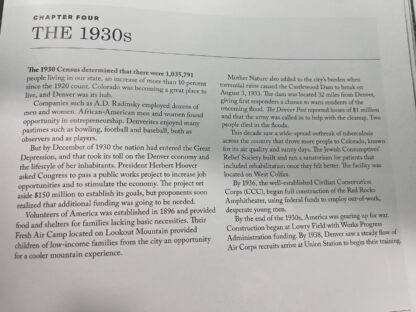 CHAPTER FOUR
THE 1930s
The 1930 Census determined that there were 1,035,791
people living in our state, an increase of more than 10 percent
since the 1920 count. Colorado was becoming a great place to
live, and Denver was its hub.
Companies such as A.D. Radinsky employed dozens of
men and women. African-American men and women found
opportunity in entrepreneurship. Denverites enjoyed many
pastimes such as bowling, football and baseball, both as
observers and as players.
But by December of 1930 the nation had entered the Great
Depression, and that took its toll on the Denver economy and
the lifestyle of her inhabitants. President Herbert Hoover
asked Congress to pass a public works project to increase job
opportunities and to stimulate the economy. The project set
aside $150 million to establish its goals, but proponents soon
realized that additional funding was going to be needed.
Volunteers of America was established in 1896 and provided
food and shelters for families lacking basic necessities. Their
Fresh Air Camp located on Lookout Mountain provided
children of low-income families from the city an opportunity
for a cooler mountain experience.
Mother Nature also added to the city's burden when
torrential rains caused the Castlewood Dam to break on
August 3, 1933. The dam was located 32 miles from Denver,
giving first responders a chance to warn residents of the
oncoming flood. The Denver Post reported losses of $1 million
and that the army was called in to help with the cleanup. Two
people died in the floods.
This decade saw a wide-spread outbreak of tuberculosis
across the country that drove more people to Colorado, known
for its air quality and sunny days. The Jewish Consumptives'
Relief Society built and ran a sanatorium for patients that
included rehabilitation once they felt better. The facility was
located on West Colfax.
By 1936, the well-established Civilian Conservation
Corps (CCC), began full construction of the Red Rocks
Amphitheater, using federal funds to employ out-of-work,
desperate young men.
By the end of the 1930s, America was gearing up for war.
Construction began at Lowry Field with Works Progress
Administration funding. By 1938, Denver saw a steady flow of
Air Corps recruits arrive at Union Station to begin their training.